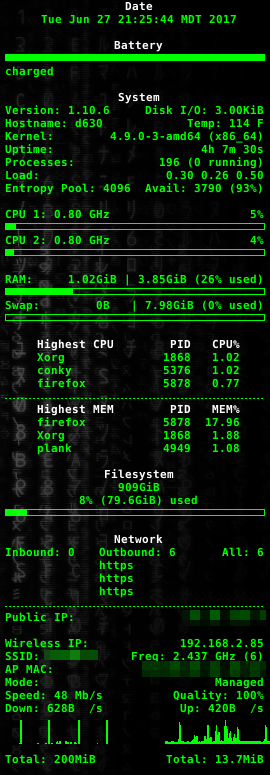 Date
Tue Jun 27 21:25:44 MDT 2017
Battery
charged
System
Version: 1.10.6 Disk I/O: 3.00KiB
Hostname: d630 Temp: 114 F
Kernel: 4.9.0-3-amd64 (x86_64)
Uptime: 4h 7m 30s
Processes: 196 (0 running)
Load: 0.30 0.26 0.50
Entropy Pool: 4096 Avail: 3790 (93%)
CPU 1: 0.80 GHz 5%
CPU 2: 0.80 GHz 4%
RAM: 1.02GiB | 3.85GiB (26% used)
Swap: 0B | 7.98GiB (0% used)
Highest CPU PID CPU%
Xorg 1868 1.02
conky 5376 1.02
firefox 5878 0.77
Highest MEM PID MEM%
firefox 5878 17.96
Xorg 1868 1.88
plank 4949 1.08
Filesystem
909GiB
8% (79.6GiB) used
Network
Inbound: 0 Outbound: 6 All: 6
https
https
https
Public IP:
Wireless IP: 192.168.2.85
SSID: Freq: 2.437 GHz (6)
AP MAC:
Mode: Managed
Speed: 48 Mb/s Quality: 100%
Down: 628B /s Up: 420B /s
Total: 200MiB Total: 13.7MiB